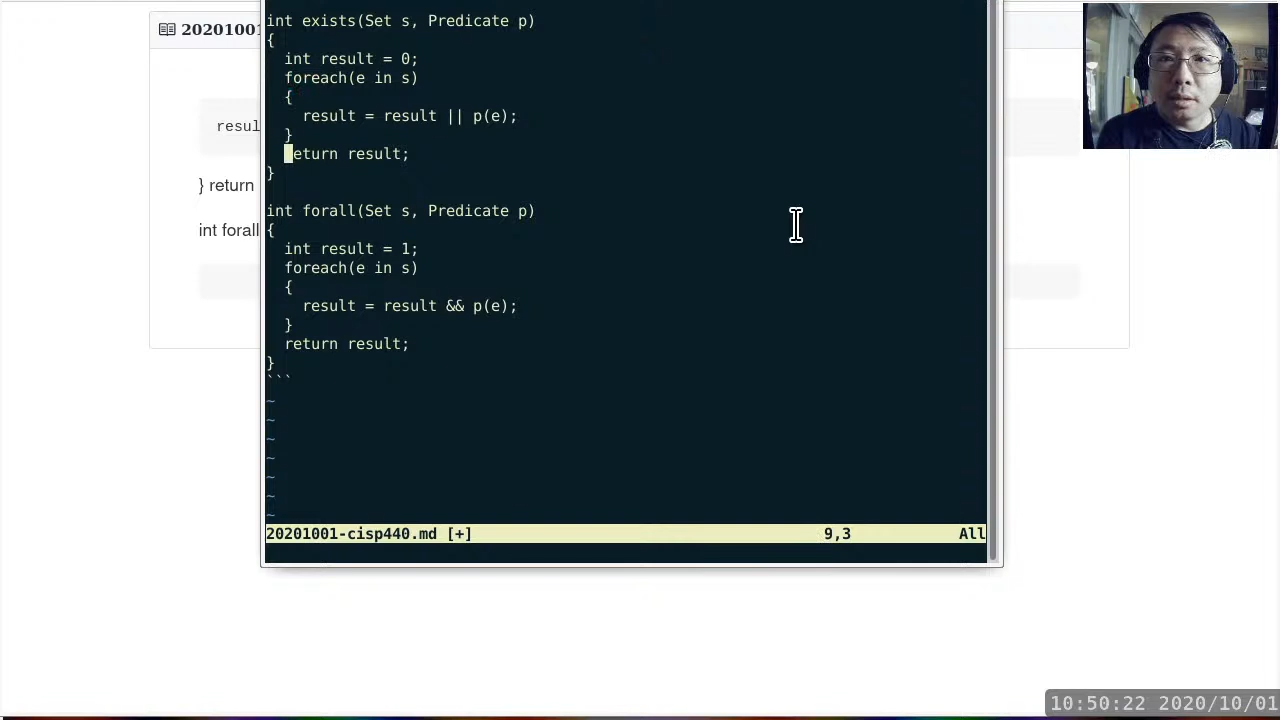 int exists(Set s, Predicate p)
{
  int result = 0;
  foreach(e in s)
  {
    result = result || p(e);
  }
  return result;
}

int forall(Set s, Predicate p)
{
  int result = 1;
  foreach(e in s)
  {
    result = result && p(e);
  }
  return result;
}
```
~
~
~
~
~
~
~
20201001-cisp440.md [+] 9,3 All
2020100
resul
} return
int forall
10:50:22 2020/10/01